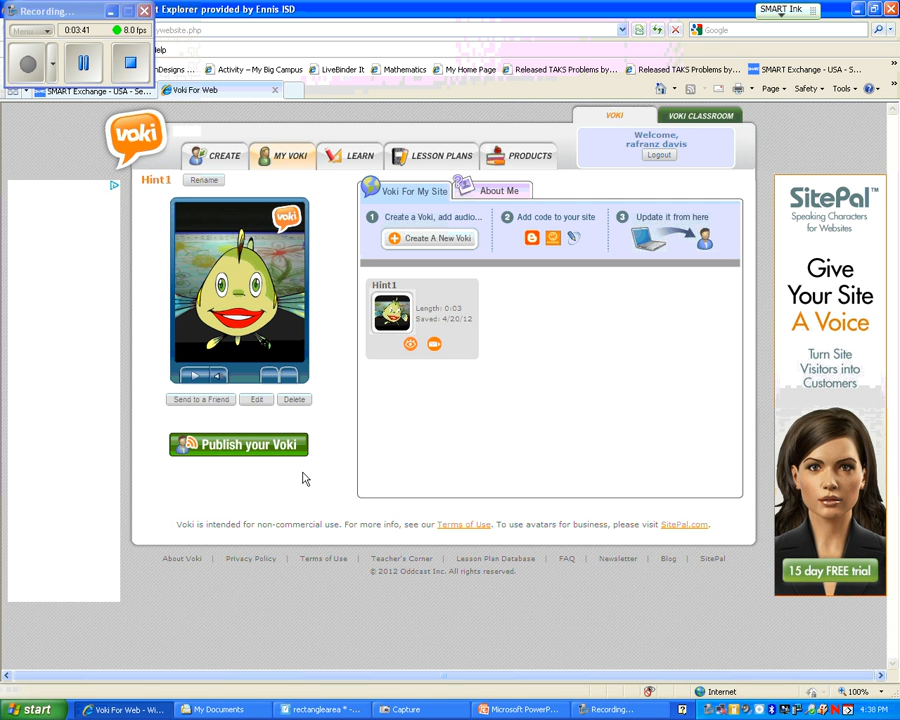 Recording...
t Explorer provided by Ennis ISD
SMART Ink
Menu
0:03:41
8.0 fps
ywebsite.php
Google
elp
Designs ...
Activity – My Big Campus
LiveBinder It
Mathematics
My Home Page
Released TAKS Problems by...
Released TAKS Problems by...
SMART Exchange - USA - S...
SMART Exchange - USA - Se...
Voki For Web
Page
Safety
Tools
voki
VOKI
VOKI CLASSROOM
Welcome,
rafranz davis
Logout
CREATE
MY VOKI
LEARN
LESSON PLANS
PRODUCTS
Hint1
Rename
Voki For My Site
About Me
1 Create a Voki, add audio...
2 Add code to your site
3 Update it from here
Create A New Voki
voki
Hint1
Length: 0:03
Saved: 4/20/12
Send to a Friend
Edit
Delete
Publish your Voki
Voki is intended for non-commercial use. For more info, see our Terms of Use. To use avatars for business, please visit SitePal.com.
About Voki | Privacy Policy | Terms of Use | Teacher's Corner | Lesson Plan Database | FAQ | Newsletter | Blog | SitePal
© 2012 Oddcast Inc. All rights reserved.
SitePal™
Speaking Characters
for Websites
Give
Your Site
A Voice
Turn Site
Visitors into
Customers
15 day FREE trial
Internet
100%
start
Voki For Web - Wi...
My Documents
rectanglearea * -...
Capture
Microsoft PowerP...
Recording...
4:38 PM